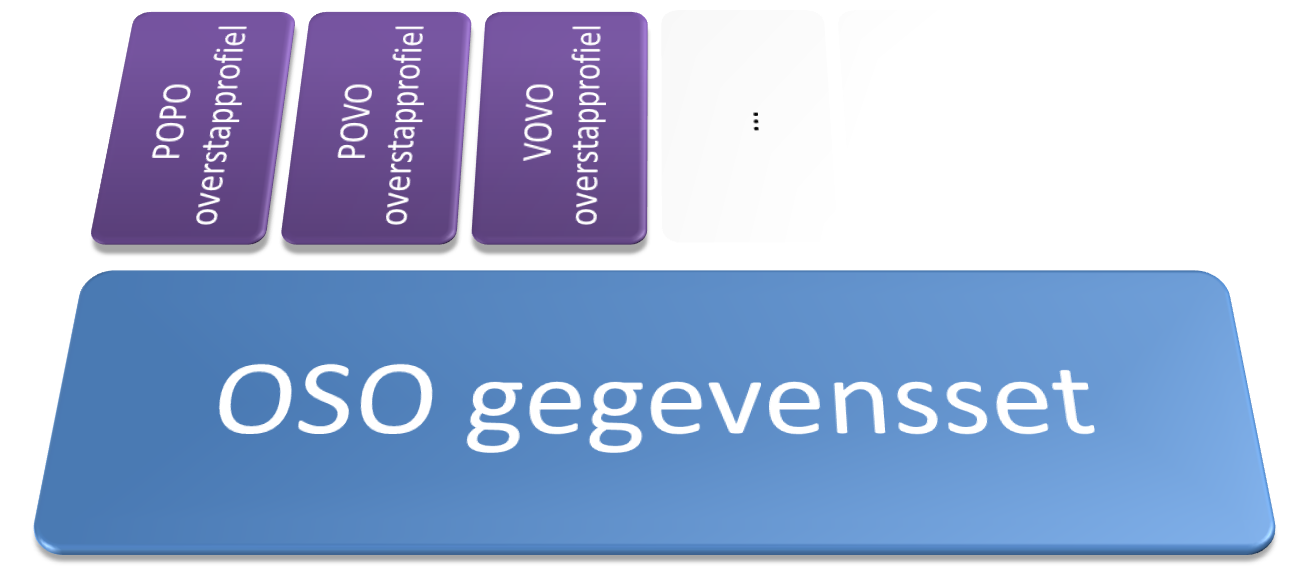 POPO
overstapprofiel
POVO
overstapprofiel
VOVO
overstapprofiel
...
OSO gegevensset